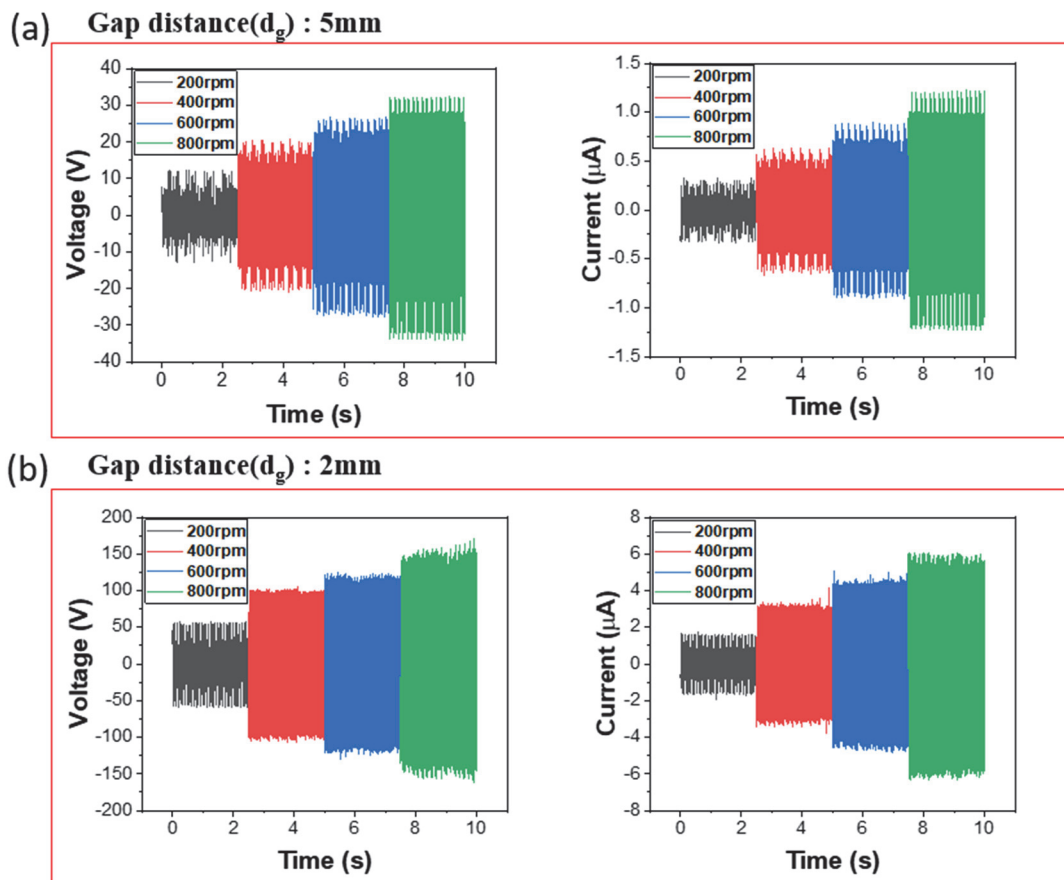 (a) Gap distance(dg) : 5mm
200rpm
400rpm
600rpm
800rpm
40
30
20
10
0
-10
-20
-30
-40
Voltage (V)
0 2 4 6 8 10
Time (s)
200rpm
400rpm
600rpm
800rpm
1.5
1.0
0.5
0.0
-0.5
-1.0
-1.5
Current (μA)
0 2 4 6 8 10
Time (s)
(b) Gap distance(dg) : 2mm
200rpm
400rpm
600rpm
800rpm
200
150
100
50
0
-50
-100
-150
-200
Voltage (V)
0 2 4 6 8 10
Time (s)
200rpm
400rpm
600rpm
800rpm
8
6
4
2
0
-2
-4
-6
-8
Current (μA)
0 2 4 6 8 10
Time (s)